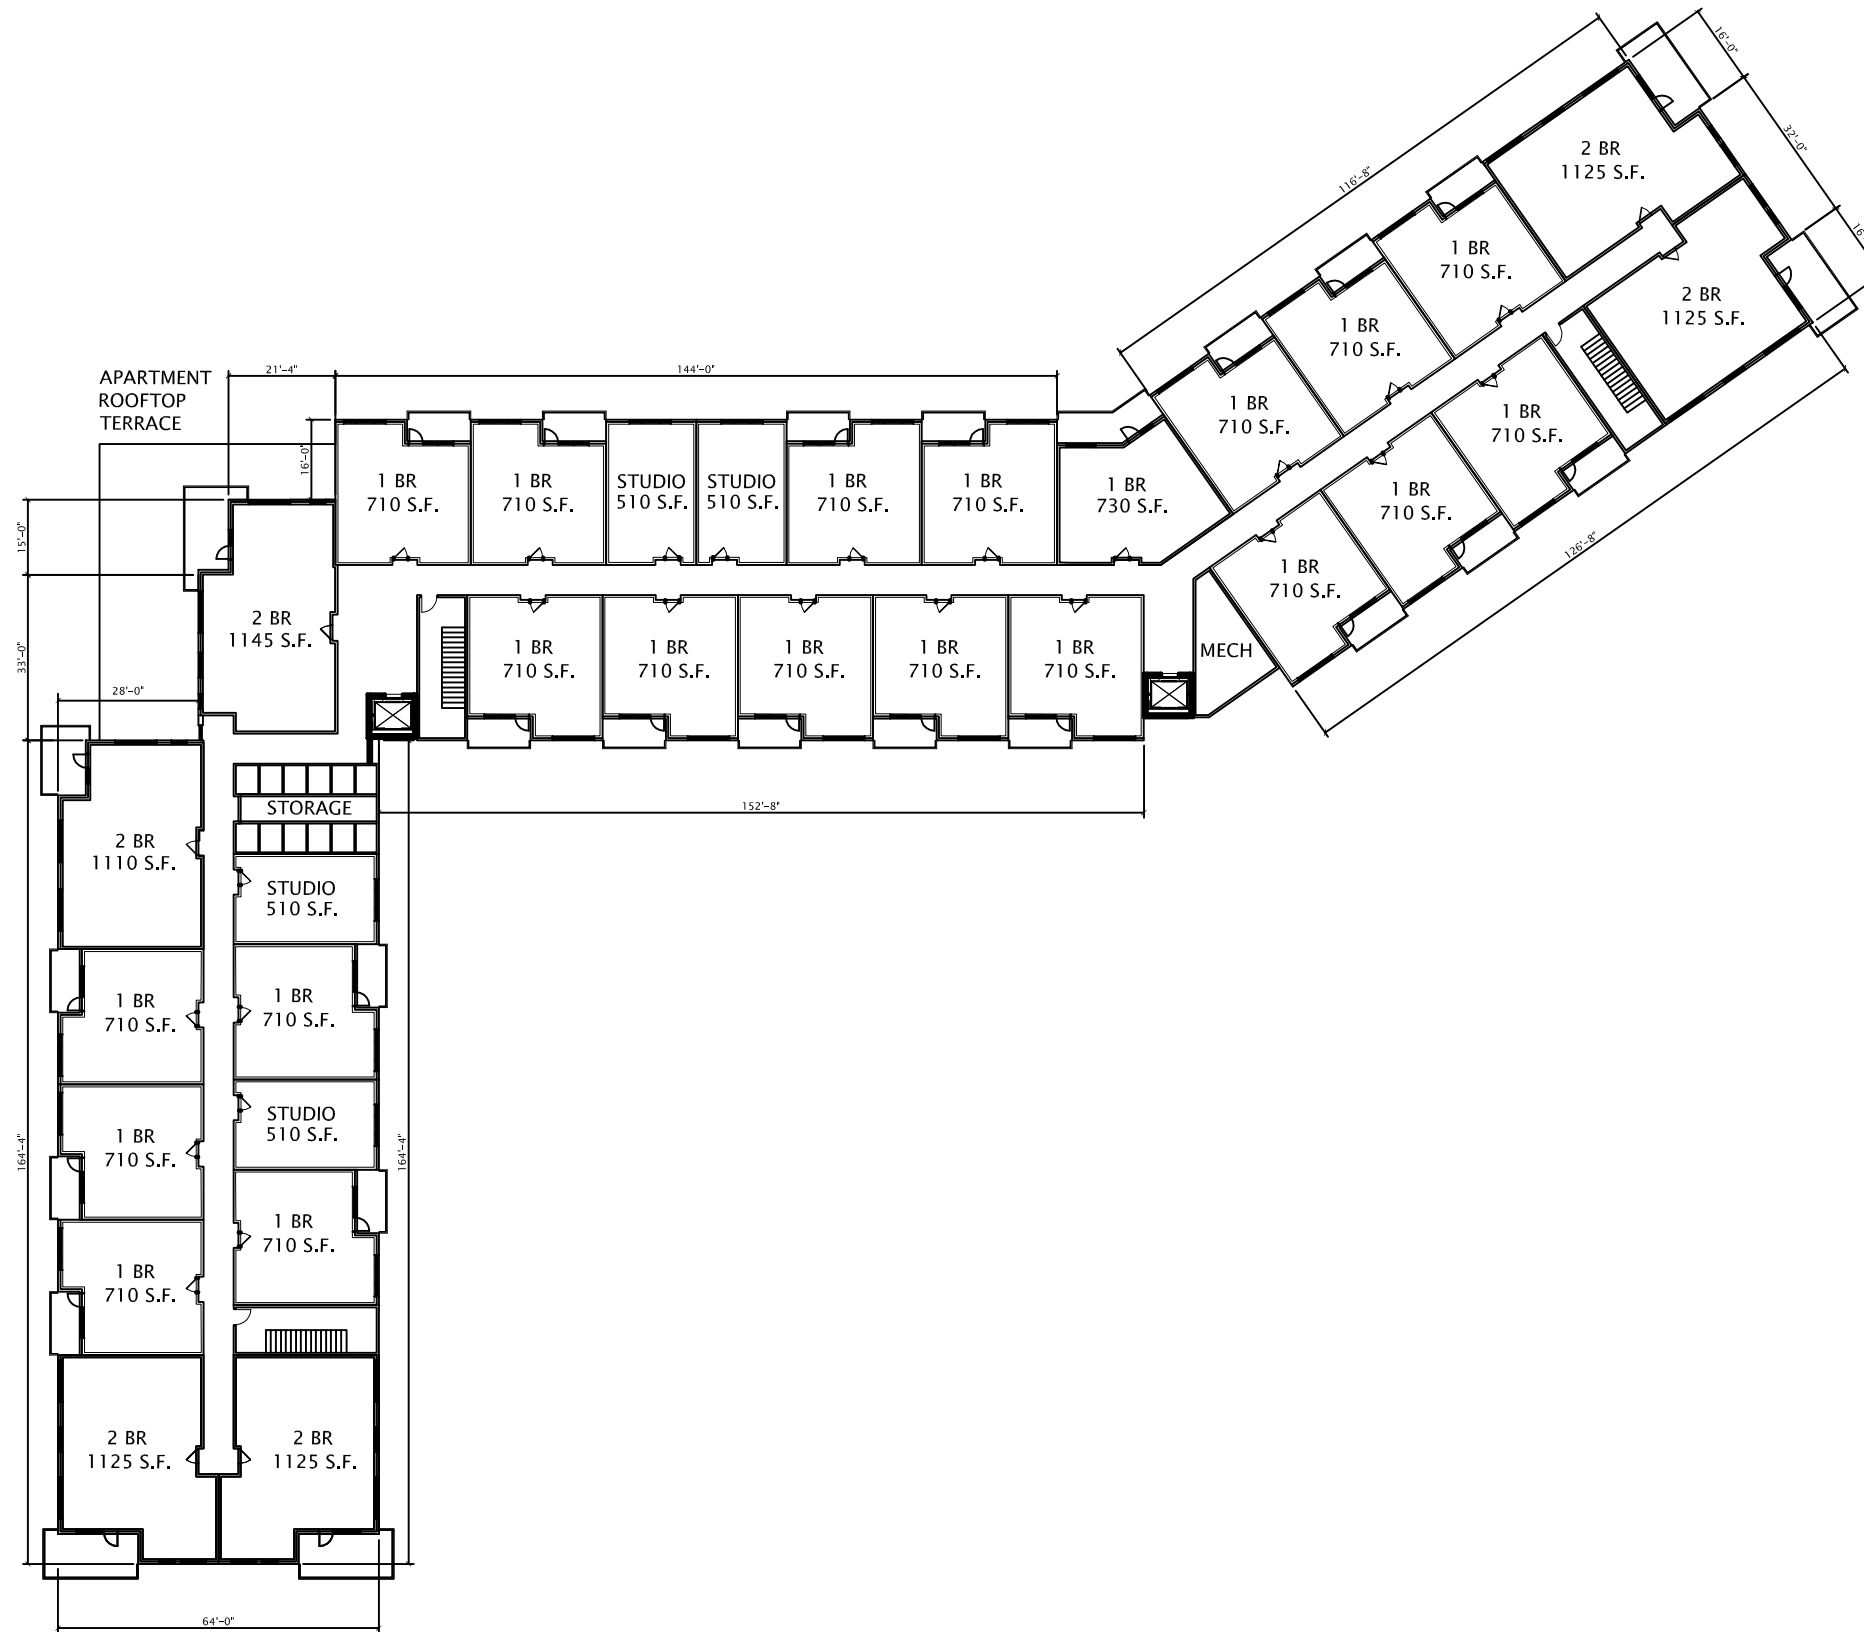 16'-0"
32'-0"
16'
116'-8"
2 BR
1125 S.F.
1 BR
710 S.F.
2 BR
1125 S.F.
1 BR
710 S.F.
1 BR
710 S.F.
1 BR
710 S.F.
1 BR
710 S.F.
1 BR
710 S.F.
126'-8"
MECH
APARTMENT
ROOFTOP
TERRACE
21'-4"
144'-0"
16'-0"
1 BR
710 S.F.
1 BR
710 S.F.
STUDIO
510 S.F.
STUDIO
510 S.F.
1 BR
710 S.F.
1 BR
710 S.F.
1 BR
730 S.F.
15'-0"
33'-0"
2 BR
1145 S.F.
1 BR
710 S.F.
1 BR
710 S.F.
1 BR
710 S.F.
1 BR
710 S.F.
1 BR
710 S.F.
28'-0"
152'-8"
STORAGE
2 BR
1110 S.F.
STUDIO
510 S.F.
1 BR
710 S.F.
1 BR
710 S.F.
164'-4"
164'-4"
1 BR
710 S.F.
STUDIO
510 S.F.
1 BR
710 S.F.
1 BR
710 S.F.
2 BR
1125 S.F.
2 BR
1125 S.F.
64'-0"